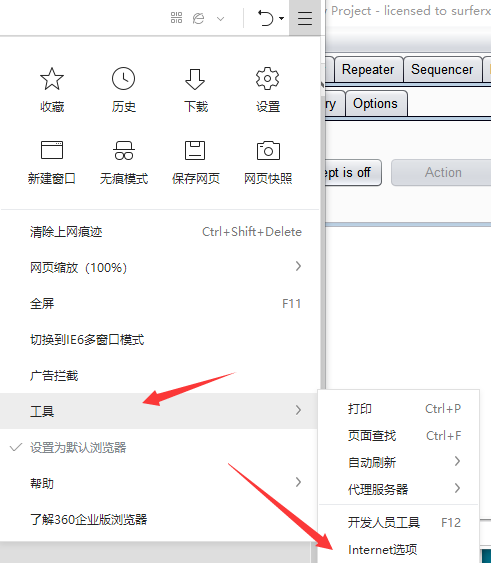 Project - licensed to surferx
Repeater
Sequencer
ry
Options
ept is off
Action
收藏
历史
下载
设置
新建窗口
无痕模式
保存网页
网页快照
清除上网痕迹 Ctrl+Shift+Delete
网页缩放（100%）
全屏 F11
切换到IE6多窗口模式
广告拦截
工具
设置为默认浏览器
帮助
了解360企业版浏览器
打印 Ctrl+P
页面查找 Ctrl+F
自动刷新
代理服务器
开发人员工具 F12
Internet选项